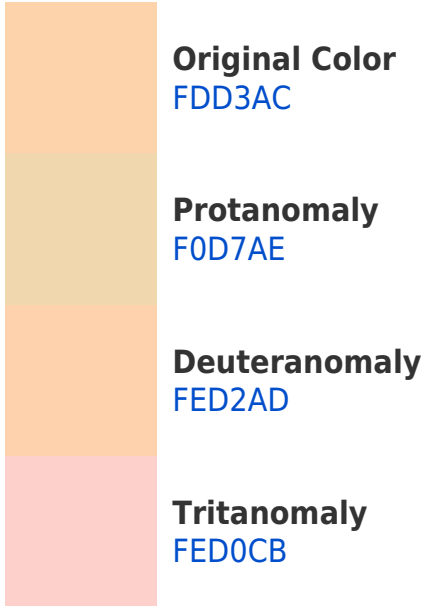 Original Color
FDD3AC
Protanomaly
F0D7AE
Deuteranomaly
FED2AD
Tritanomaly
FED0CB